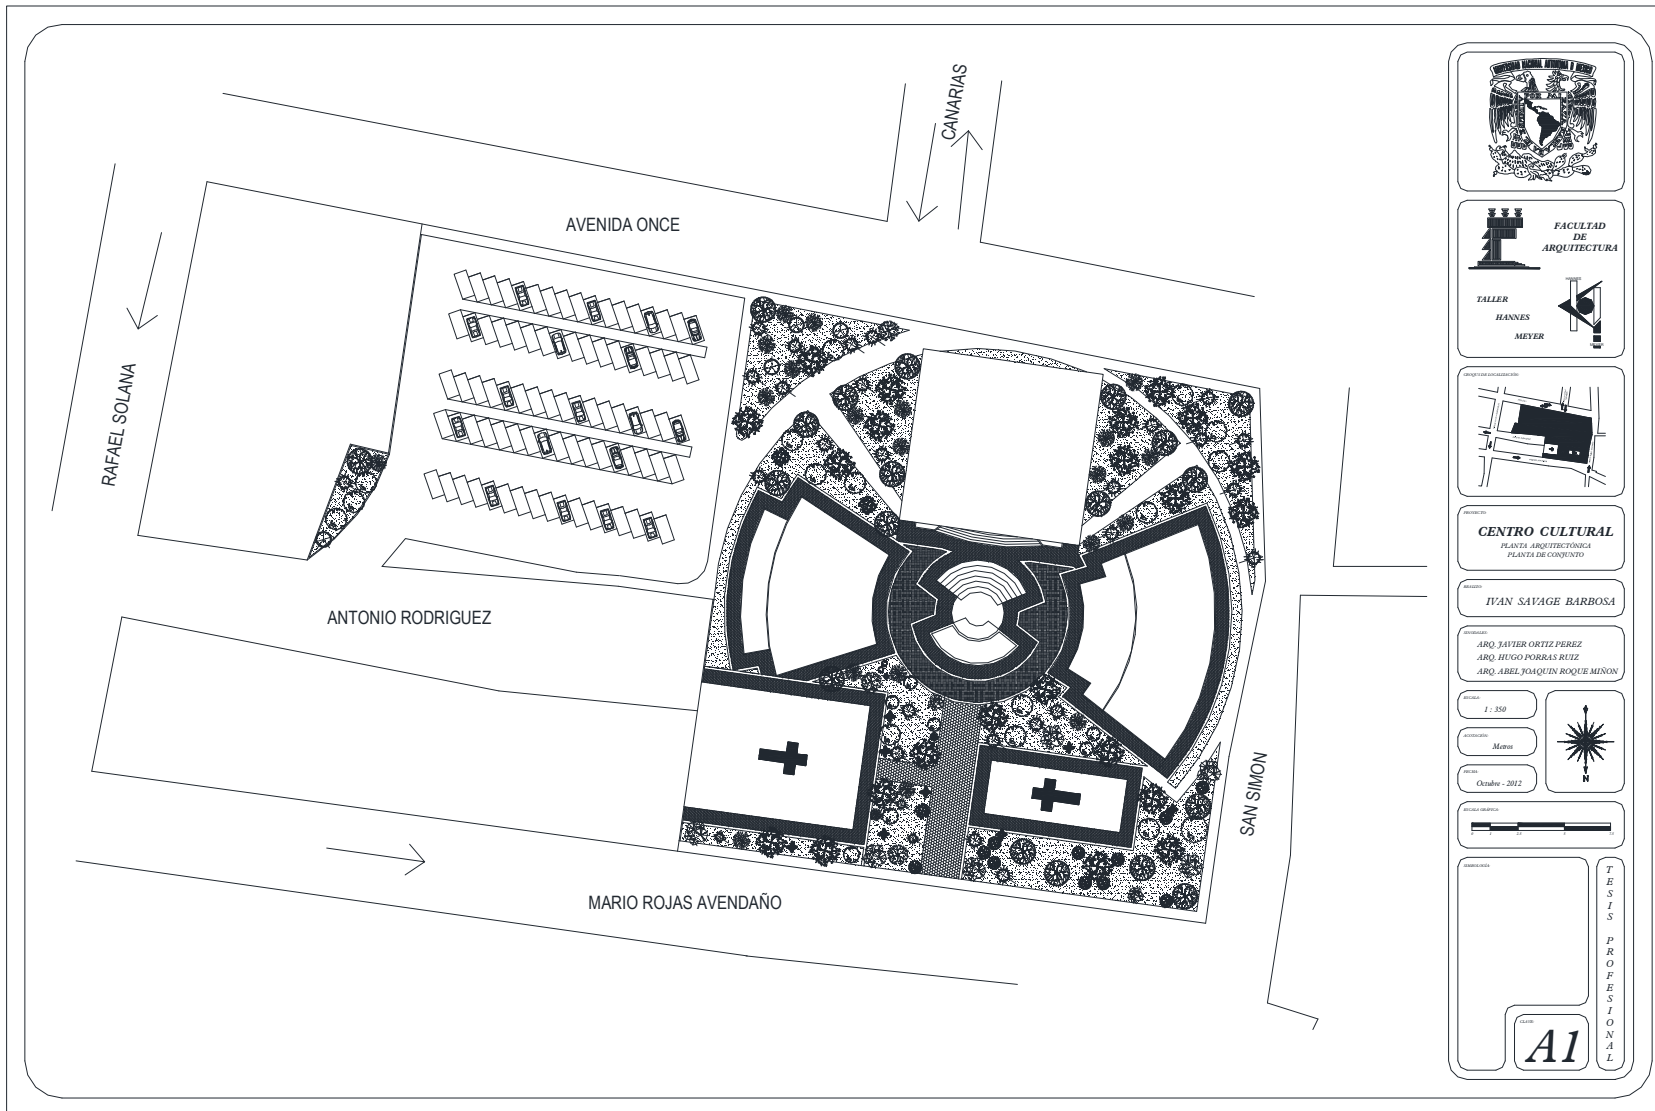 CANARIAS
AVENIDA ONCE
RAFAEL SOLANA
ANTONIO RODRIGUEZ
SAN SIMON
MARIO ROJAS AVENDAÑO
FACULTAD
DE
ARQUITECTURA
TALLER
HANNES
MEYER
CENTRO CULTURAL
PLANTA ARQUITECTÓNICA
PLANTA DE CONJUNTO
IVAN SAVAGE BARBOSA
ARQ. JAVIER ORTIZ PEREZ
ARQ. HUGO PORRAS RUIZ
ARQ. ABEL JOAQUIN ROQUE MIÑON
1 : 350
Metros
Octubre - 2012
N
TESIS PROFESIONAL
A1